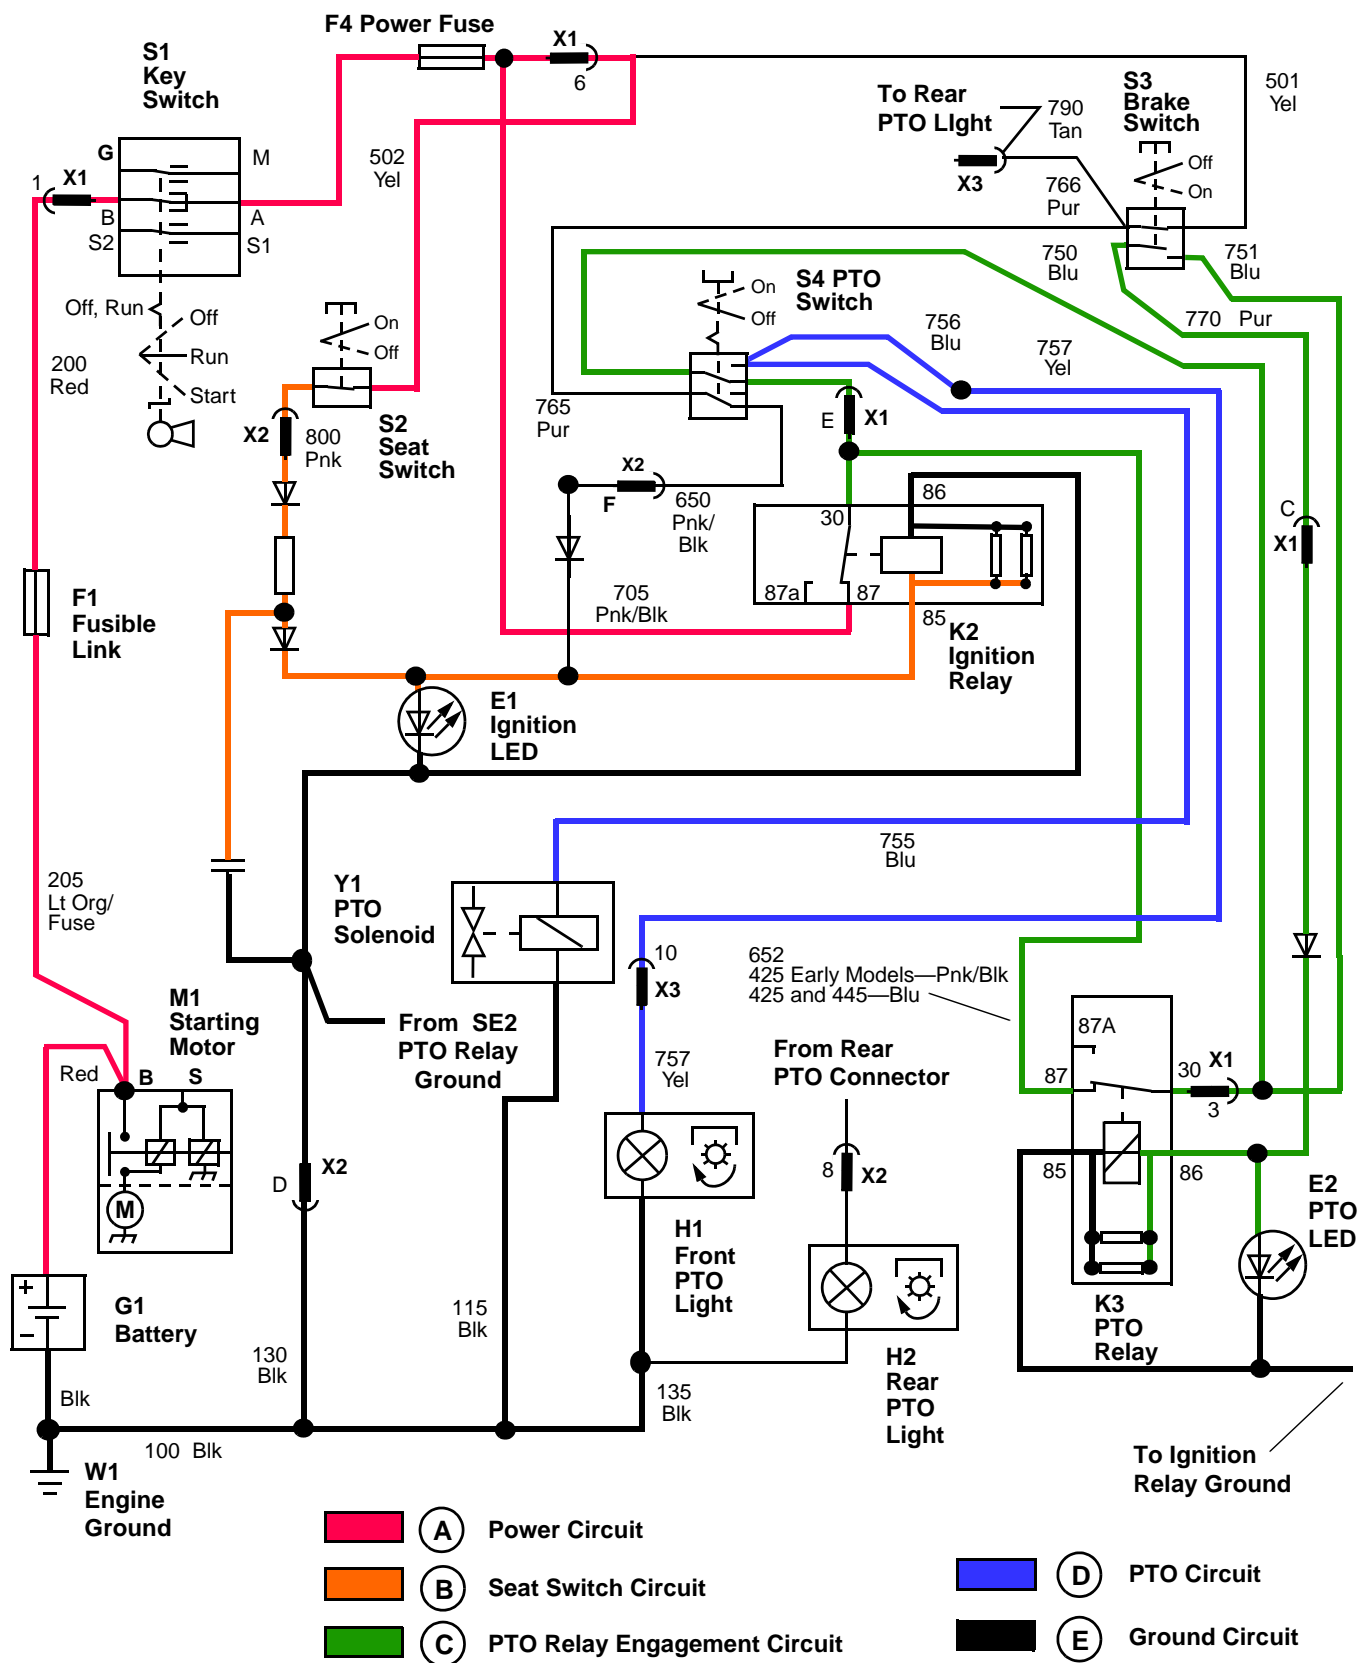 F4 Power Fuse
S1
Key
Switch
X1
6
To Rear
PTO LIght
790
Tan
S3
Brake
Switch
501
Yel
Off
On
X3
766
Pur
G
M
1
X1
B
A
S2
S1
502
Yel
750
Blu
751
Blu
770 Pur
S4 PTO
Switch
On
Off
Off, Run
Off
Run
Start
200
Red
On
Off
756
Blu
757
Yel
765
Pur
E
X1
X2
800
Pnk
S2
Seat
Switch
X2
F
650
Pnk/
Blk
86
30
87a
87
85
C
X1
705
Pnk/Blk
K2
Ignition
Relay
F1
Fusible
Link
E1
Ignition
LED
755
Blu
205
Lt Org/
Fuse
Y1
PTO
Solenoid
10
X3
652
425 Early Models—Pnk/Blk
425 and 445—Blu
M1
Starting
Motor
From SE2
PTO Relay
Ground
From Rear
PTO Connector
87A
87
30
X1
3
Red
B
S
757
Yel
8
X2
85
86
X2
D
M
E2
PTO
LED
H1
Front
PTO
Light
+
-
G1
Battery
115
Blk
K3
PTO
Relay
130
Blk
H2
Rear
PTO
Light
Blk
135
Blk
100 Blk
W1
Engine
Ground
To Ignition
Relay Ground
A Power Circuit
B Seat Switch Circuit
C PTO Relay Engagement Circuit
D PTO Circuit
E Ground Circuit